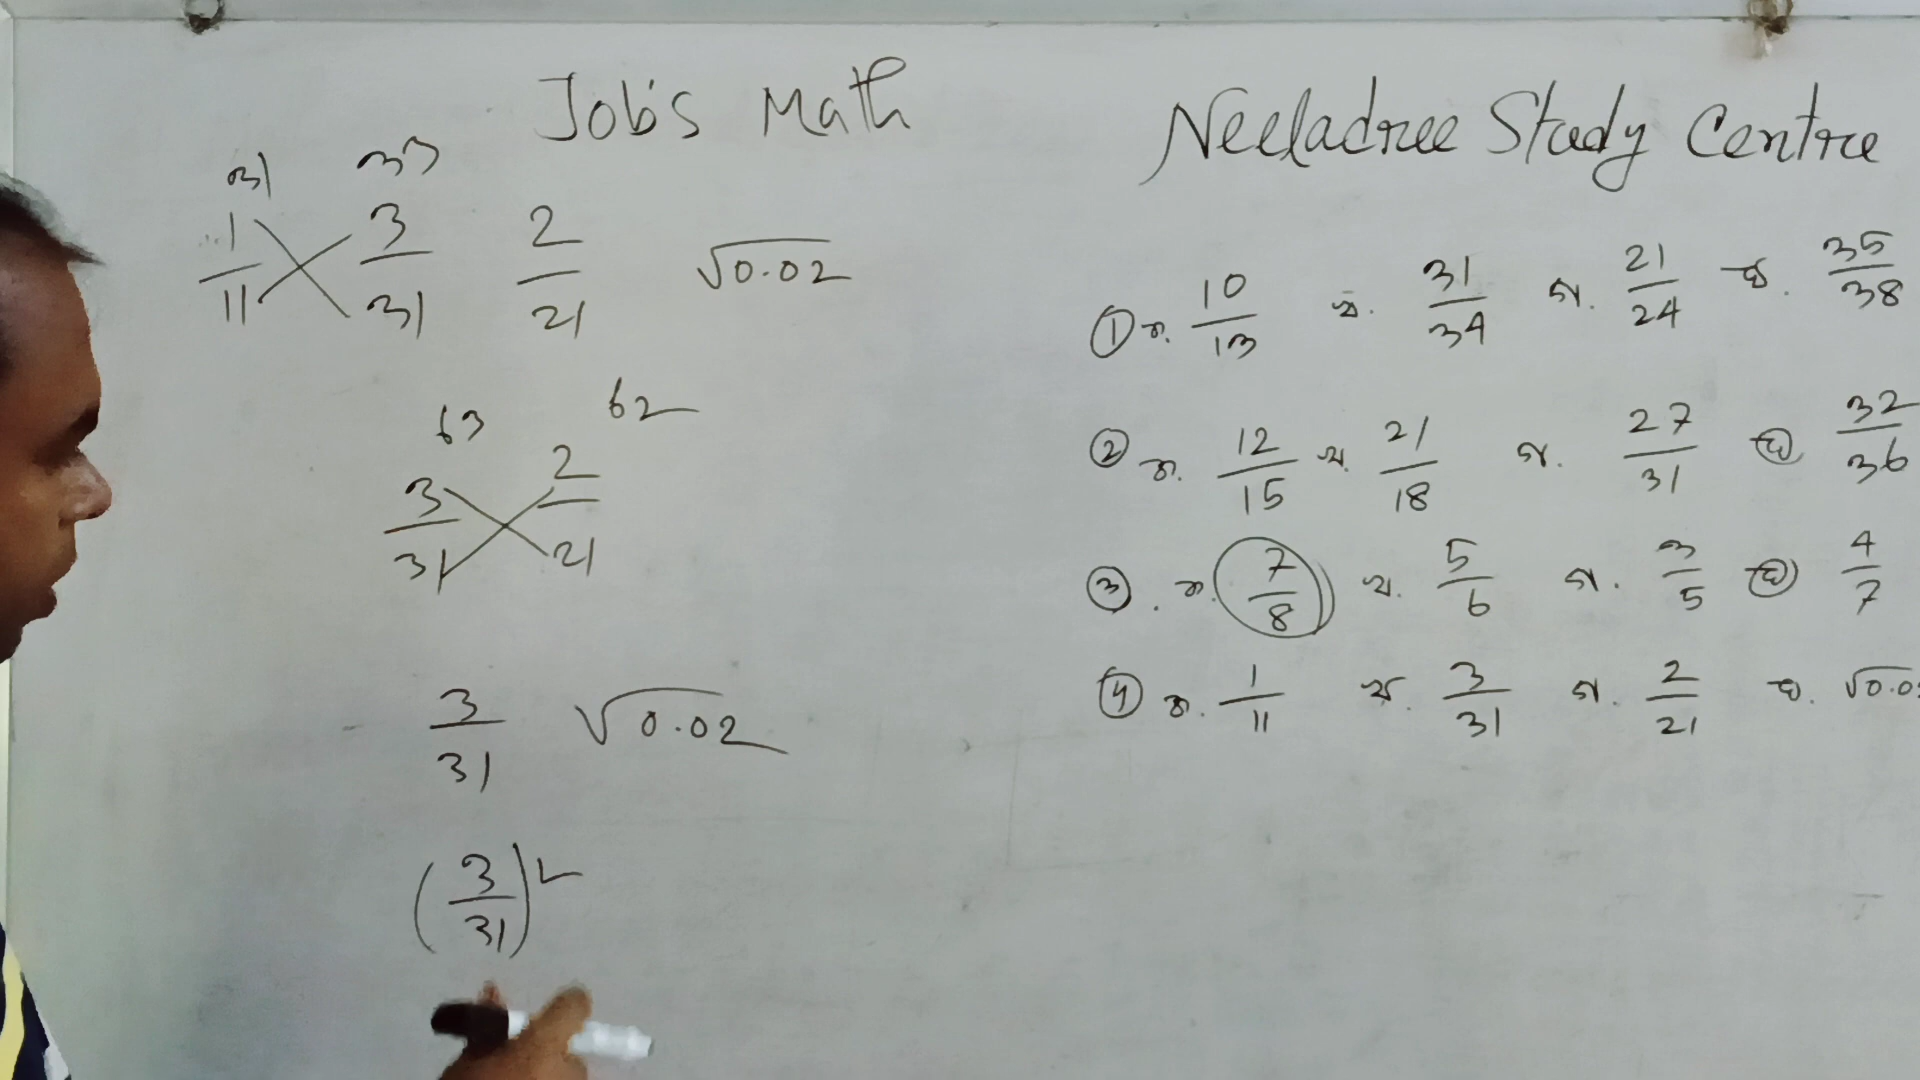 Job's Math
Neeladree Study Centre
31 33
1/11 3/31 2/21 √0.02
63 62
3/31 2/21
3/31 √0.02
(3/31)²
① ক. 10/13 খ. 31/34 গ. 21/24 ঘ. 35/38
② ক. 12/15 খ. 21/18 গ. 27/31 ঘ 32/36
③. ক. 7/8 খ. 5/6 গ. 3/5 ঘ 4/7
④ ক. 1/11 খ. 3/31 গ. 2/21 ঘ. √0.0